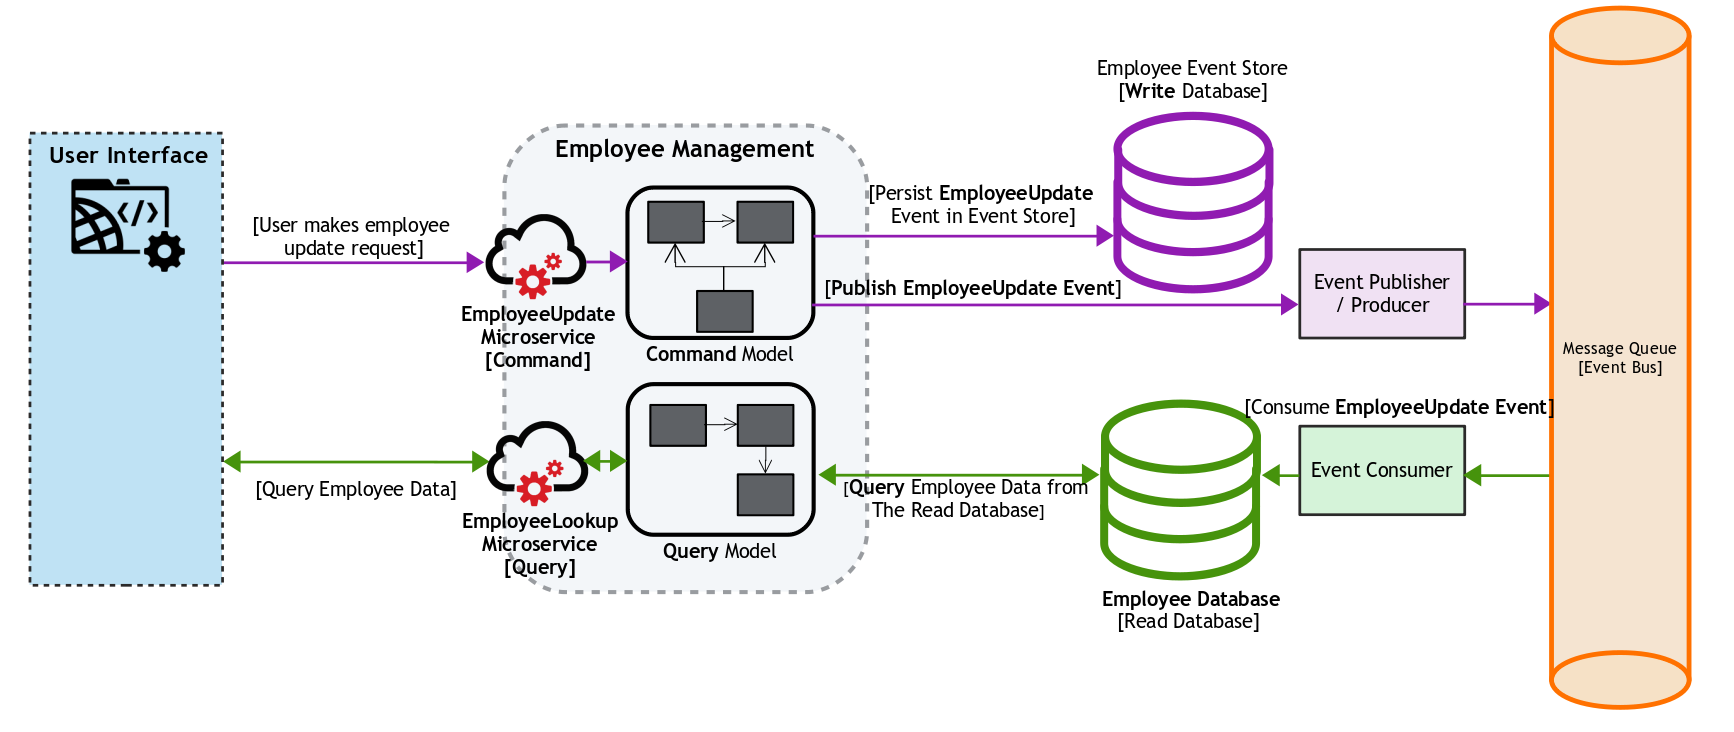 User Interface
</>
[User makes employee
update request]
[Query Employee Data]
Employee Management
EmployeeUpdate
Microservice
[Command]
Command Model
EmployeeLookup
Microservice
[Query]
Query Model
[Persist EmployeeUpdate
Event in Event Store]
[Publish EmployeeUpdate Event]
[Query Employee Data from
The Read Database]
Employee Event Store
[Write Database]
Event Publisher
/ Producer
[Consume EmployeeUpdate Event]
Event Consumer
Employee Database
[Read Database]
Message Queue
[Event Bus]